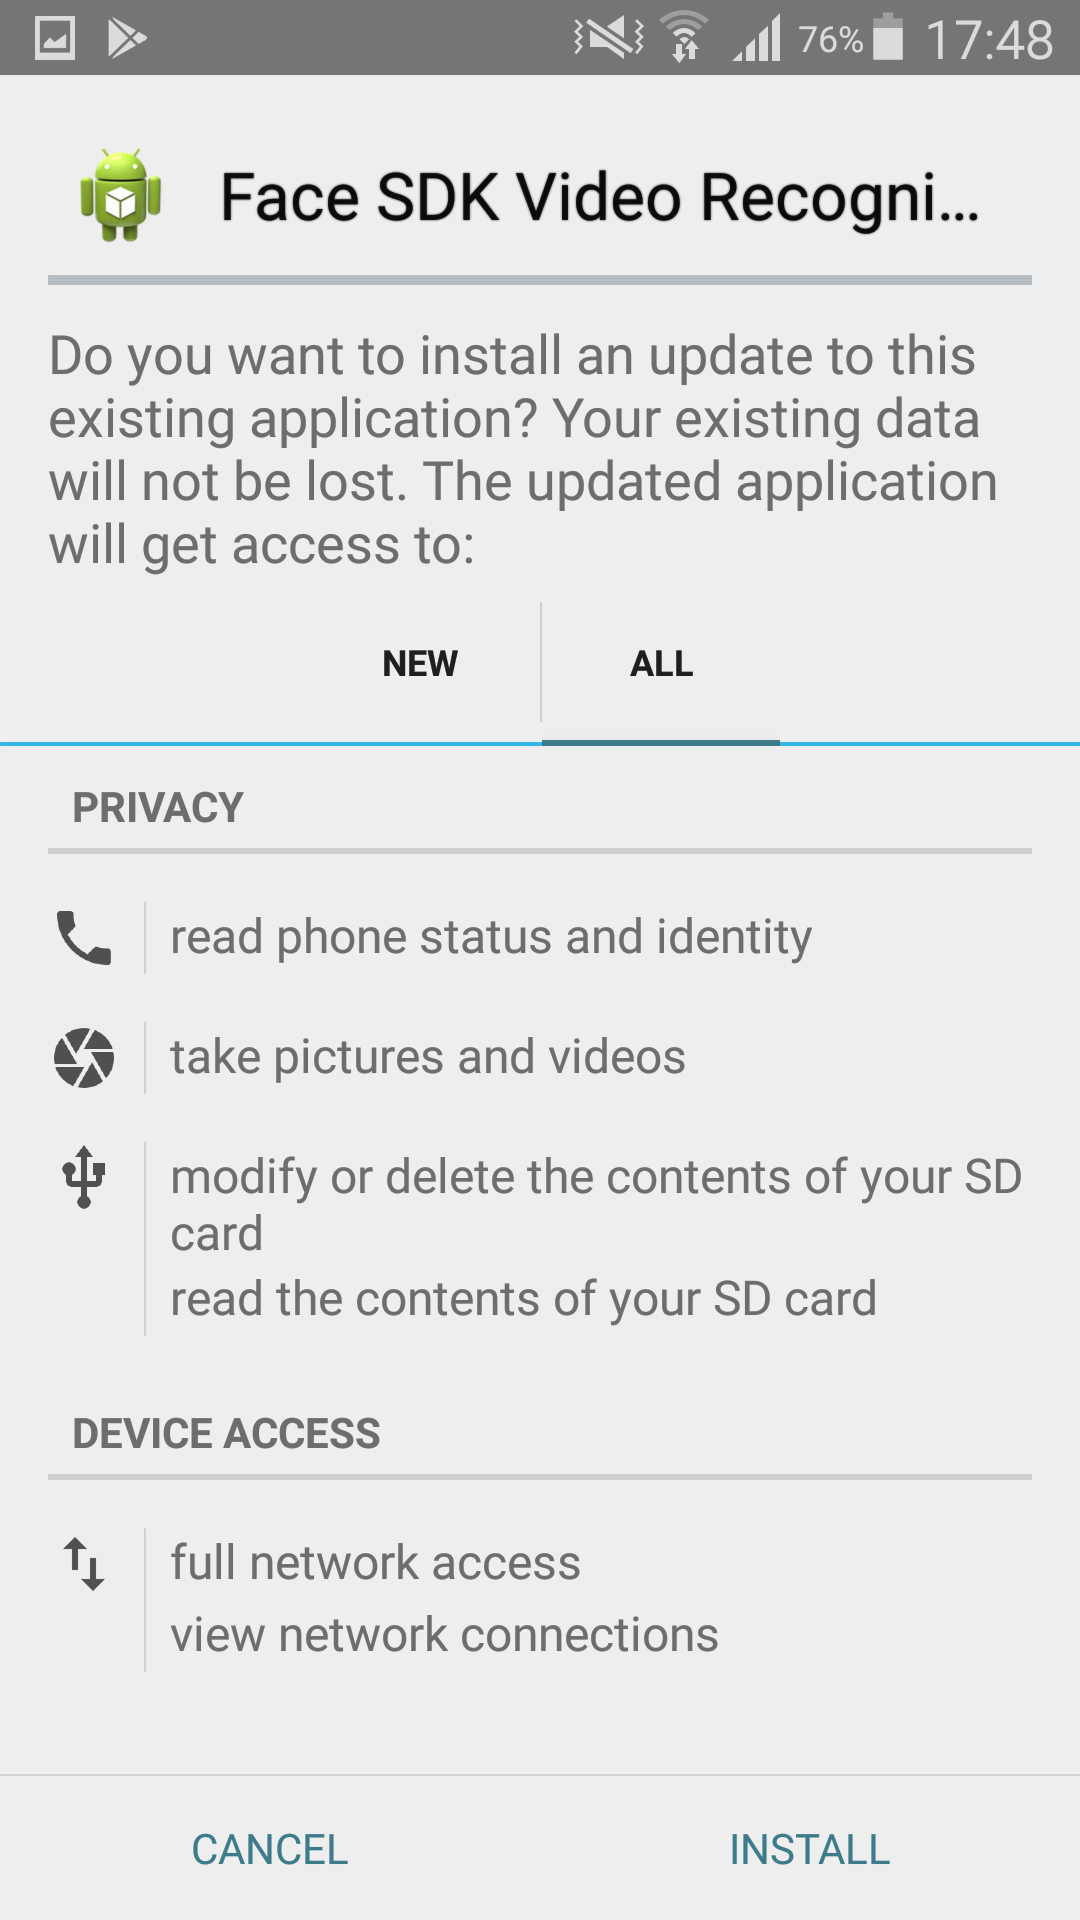 76% 17:48
Face SDK Video Recogni...
Do you want to install an update to this
existing application? Your existing data
will not be lost. The updated application
will get access to:
NEW ALL
PRIVACY
read phone status and identity
take pictures and videos
modify or delete the contents of your SD
card
read the contents of your SD card
DEVICE ACCESS
full network access
view network connections
CANCEL INSTALL